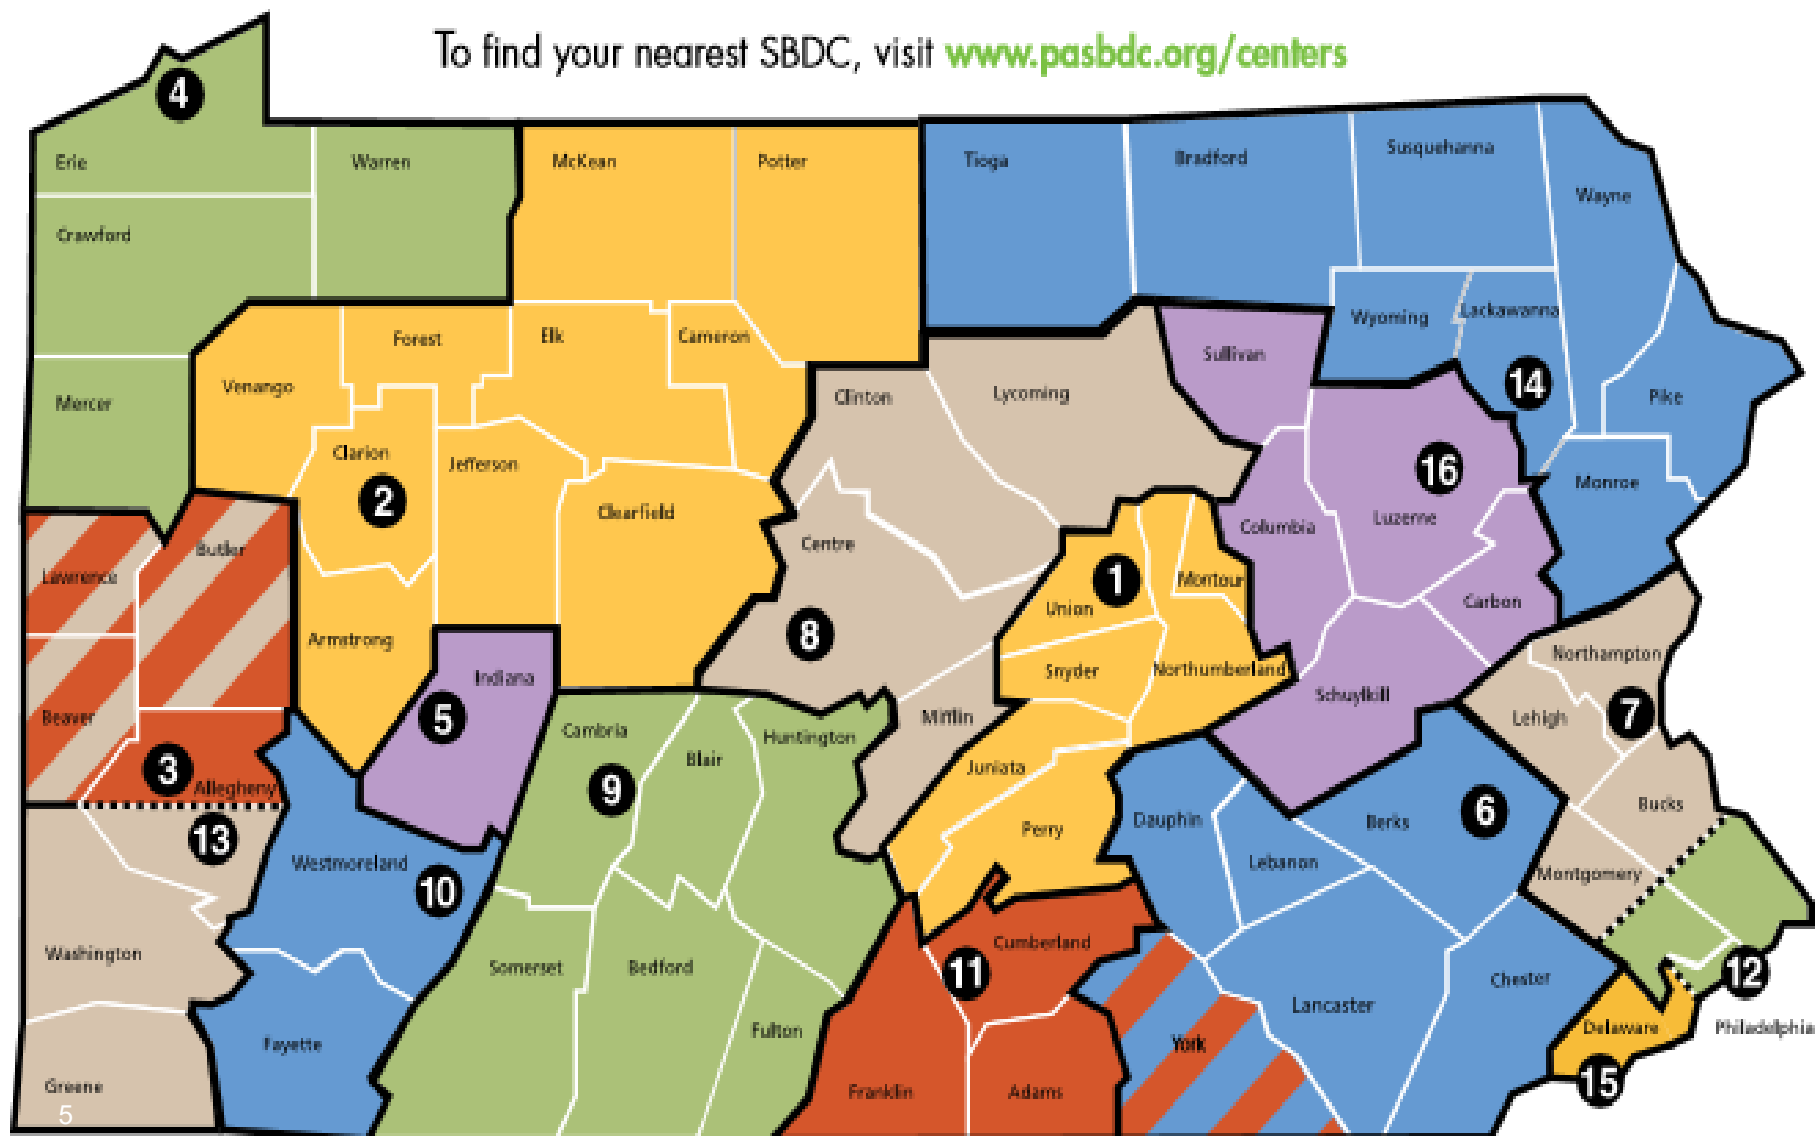 To find your nearest SBDC, visit www.pasbdc.org/centers
4
Erie
Warren
McKean
Potter
Tioga
Bradford
Susquehanna
Wayne
Crawford
Forest
Elk
Cameron
Wyoming
Lackawanna
Sullivan
Venango
Mercer
Clinton
Lycoming
14
Pike
Clarion
Jefferson
2
16
Monroe
Clearfield
Columbia
Luzerne
Centre
Butler
Lawrence
1
Montour
Union
Carbon
Armstrong
8
Indiana
Snyder
Northumberland
Northampton
Schuylkill
5
Beaver
Mifflin
Lehigh
7
Cambria
Blair
Huntington
3
Allegheny
Juniata
9
Bucks
13
Perry
Dauphin
Berks
6
Westmoreland
10
Lebanon
Montgomery
Washington
Somerset
Bedford
Cumberland
11
Chester
12
Lancaster
Fayette
Fulton
York
Delaware
Philadelphia
Greene
Franklin
Adams
15
5